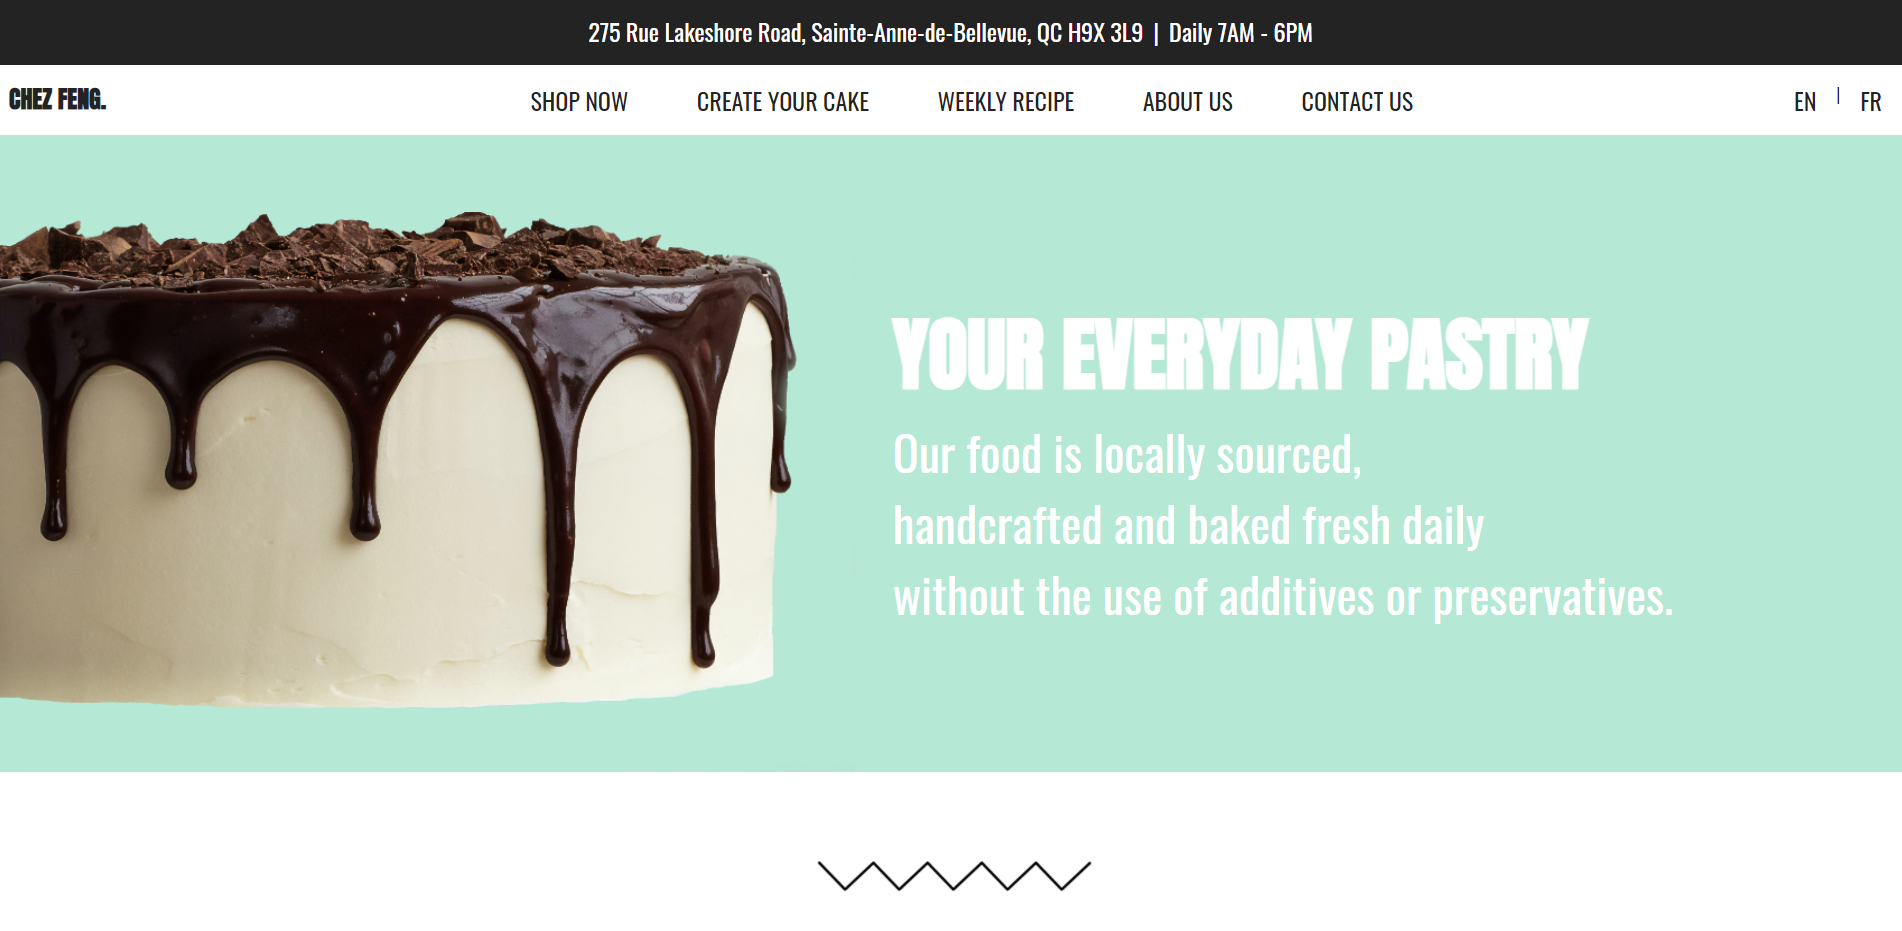 275 Rue Lakeshore Road, Sainte-Anne-de-Bellevue, QC H9X 3L9 | Daily 7AM - 6PM
CHEZ FENG.
SHOP NOW
CREATE YOUR CAKE
WEEKLY RECIPE
ABOUT US
CONTACT US
EN | FR
YOUR EVERYDAY PASTRY
Our food is locally sourced,
handcrafted and baked fresh daily
without the use of additives or preservatives.